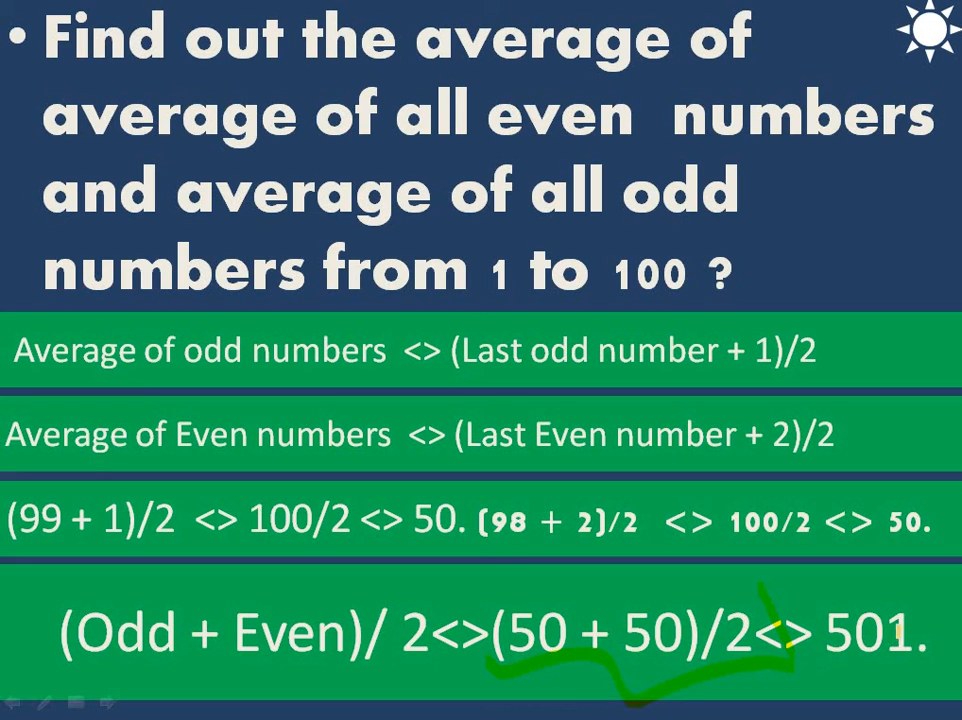 • Find out the average of
average of all even numbers
and average of all odd
numbers from 1 to 100 ?
Average of odd numbers <> (Last odd number + 1)/2
Average of Even numbers <> (Last Even number + 2)/2
(99 + 1)/2 <> 100/2 <> 50. (98 + 2)/2 <> 100/2 <> 50.
(Odd + Even)/ 2<>(50 + 50)/2<> 501.